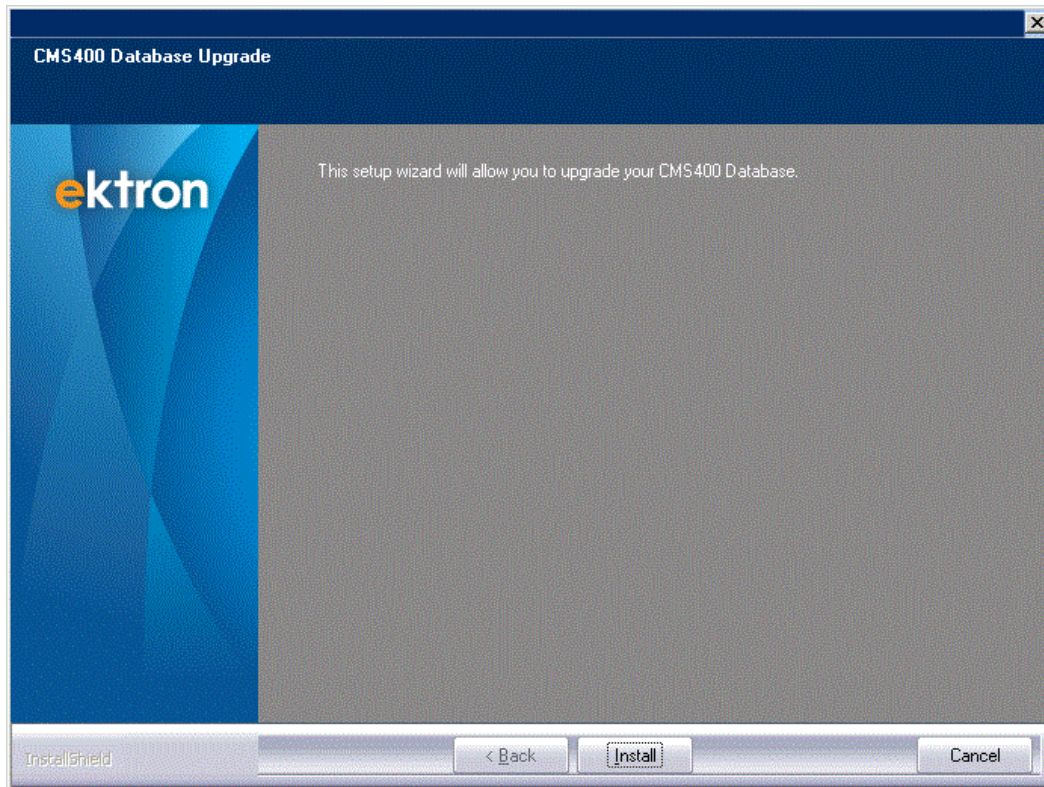 CMS400 Database Upgrade
ektron
This setup wizard will allow you to upgrade your CMS400 Database.
InstallShield
< Back
Install
Cancel